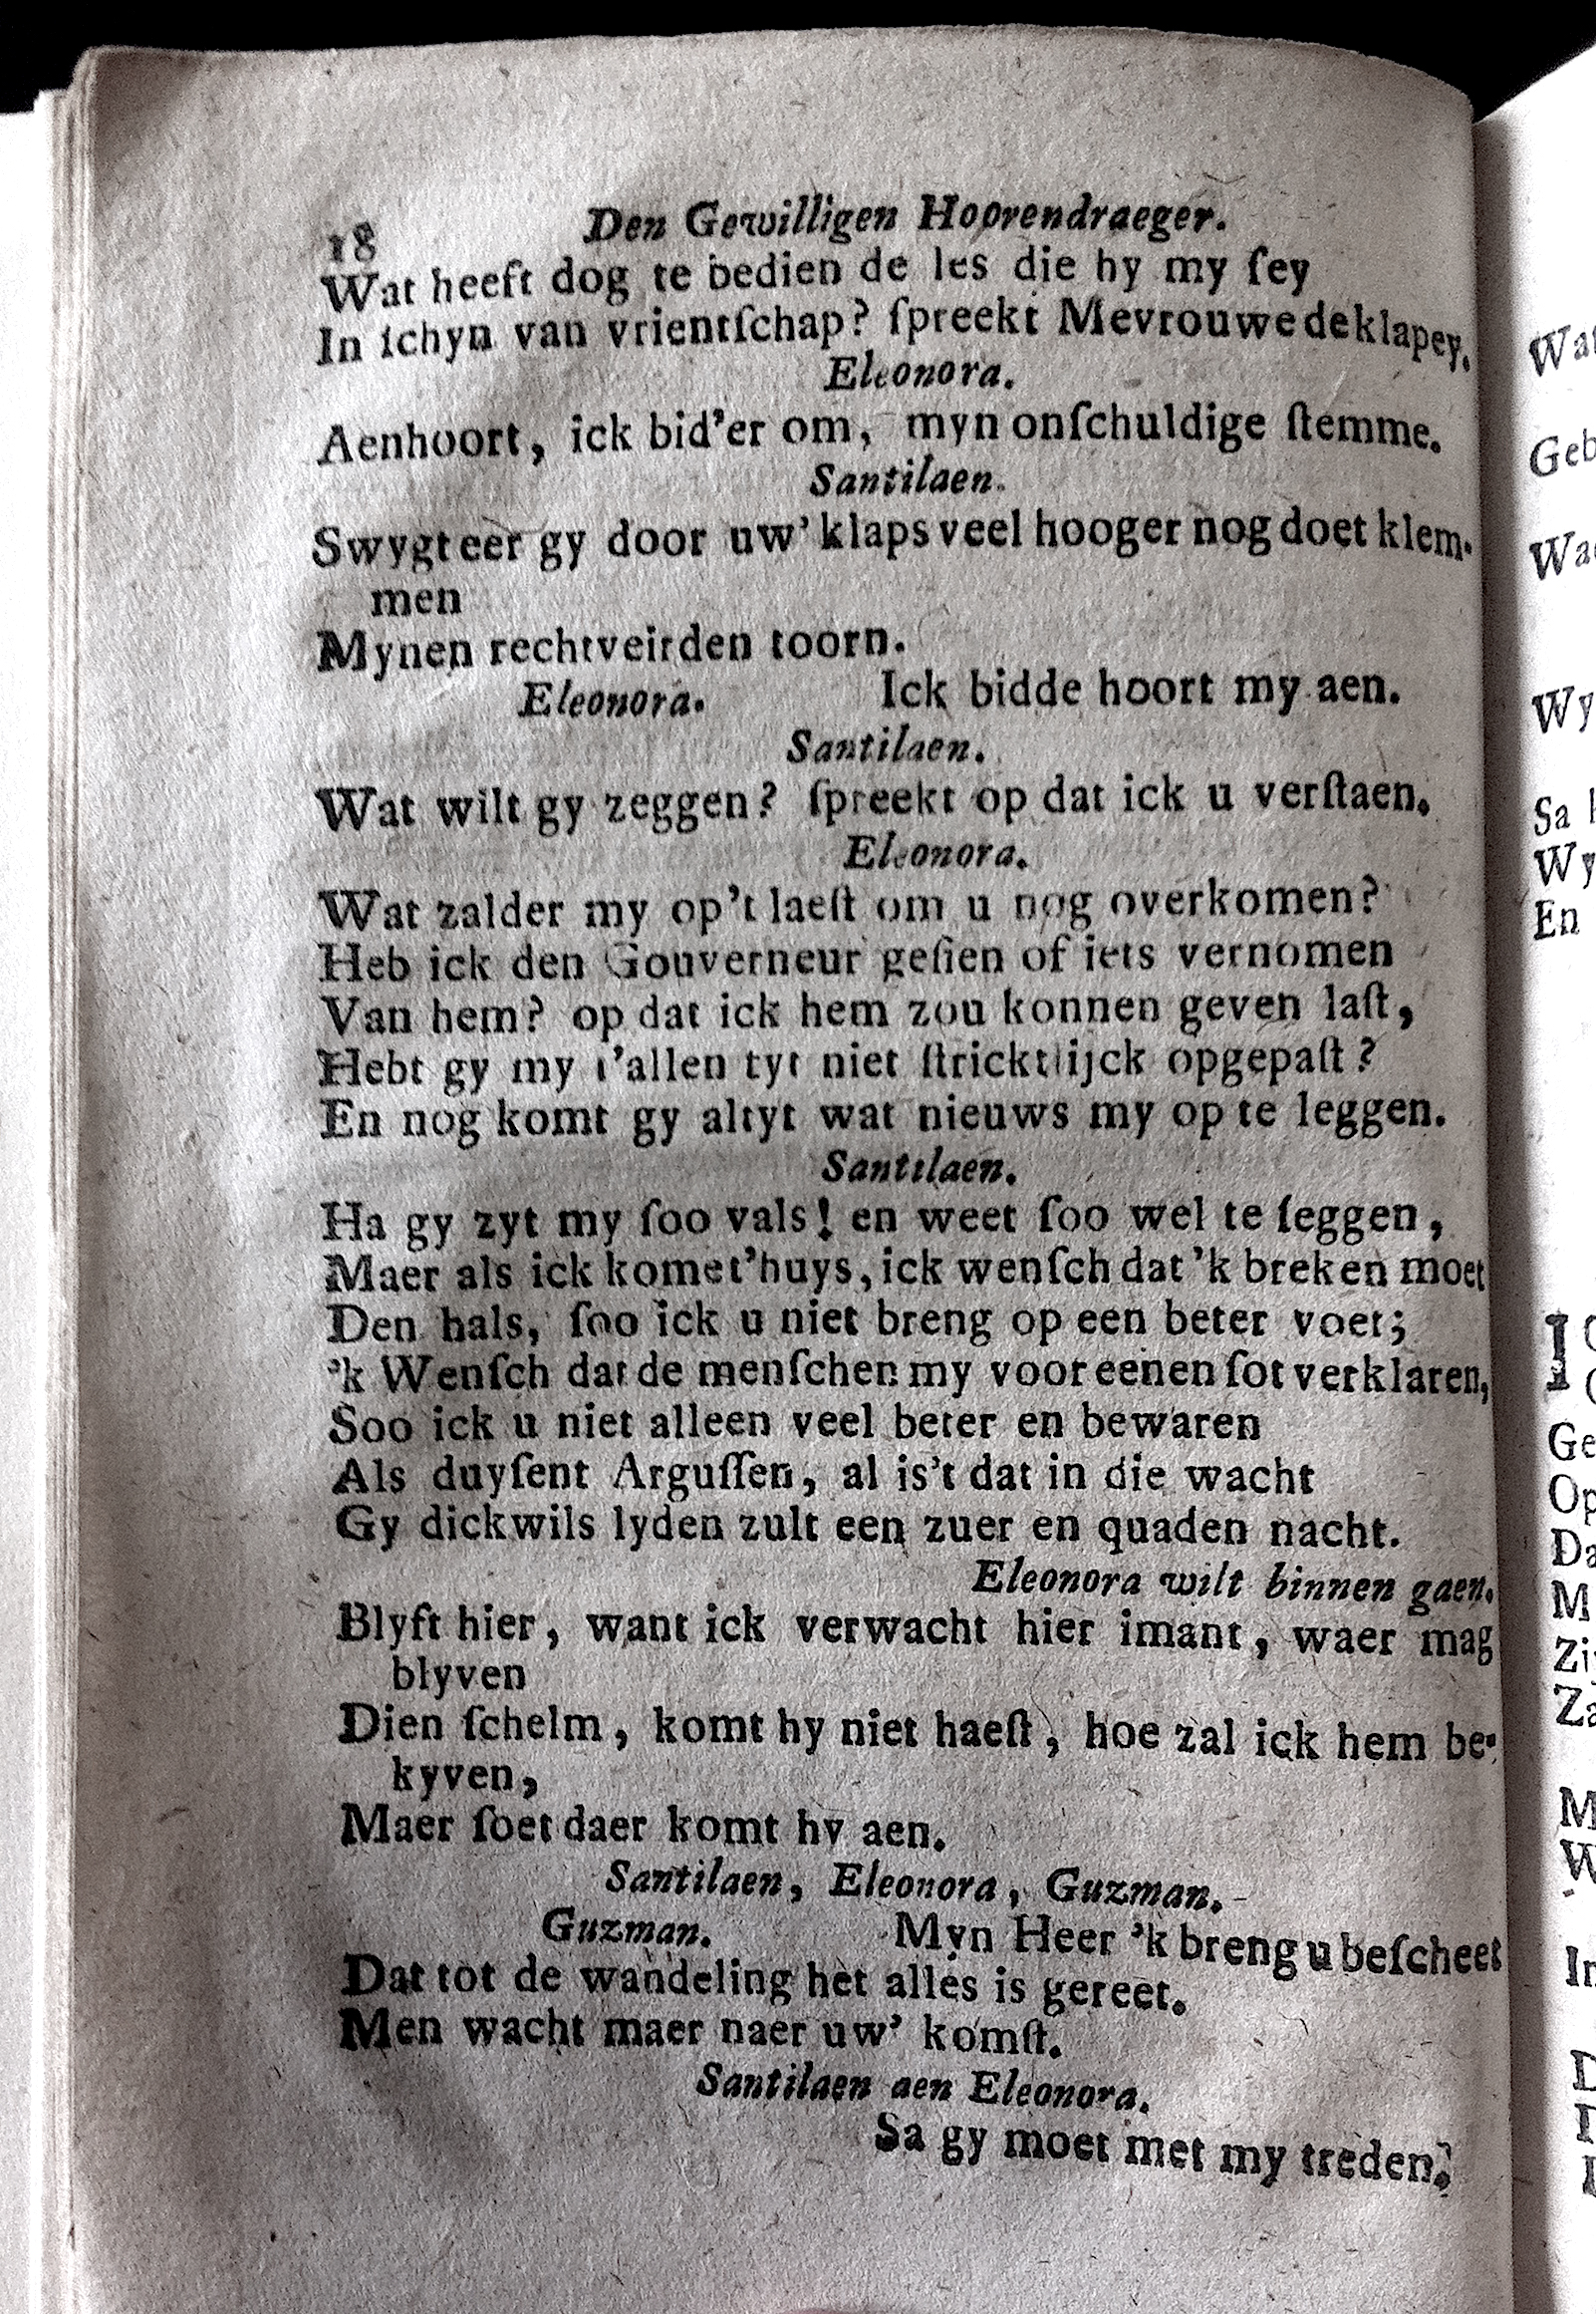 18 Den Gewilligen Hoorendraeger.
Wat heeft dog te bedien de les die hy my ſey
In ſchyn van vrientſchap? ſpreekt Mevrouwe de klapey.
Eleonora.
Aenhoort, ick bid'er om, myn onſchuldige ſtemme.
Santilaen.
Swygt eer gy door uw' klaps veel hooger nog doet klem-
men
Mynen rechtveirden toorn.
Eleonora. Ick bidde hoort my aen.
Santilaen.
Wat wilt gy zeggen? ſpreekt op dat ick u verſtaen.
Eleonora.
Wat zalder my op't laeſt om u nog overkomen?
Heb ick den Gouverneur geſien of iets vernomen
Van hem? op dat ick hem zou konnen geven laſt,
Hebt gy my t'allen tyt niet ſtricktlijck opgepaſt?
En nog komt gy altyt wat nieuws my op te leggen.
Santilaen.
Ha gy zyt my ſoo vals! en weet ſoo wel te ſeggen,
Maer als ick kome t'huys, ick wenſch dat 'k breken moet
Den hals, ſoo ick u niet breng op een beter voet;
'k Wenſch dat de menſchen my voor eenen ſot verklaren,
Soo ick u niet alleen veel beter en bewaren
Als duyſent Arguſſen, al is't dat in die wacht
Gy dickwils lyden zult een zuer en quaden nacht.
Eleonora wilt binnen gaen.
Blyft hier, want ick verwacht hier imant, waer mag
blyven
Dien ſchelm, komt hy niet haeſt, hoe zal ick hem be-
kyven,
Maer ſoet daer komt hy aen.
Santilaen, Eleonora, Guzman.
Guzman. Myn Heer 'k breng u beſcheet
Dat tot de wandeling het alles is gereet.
Men wacht maer naer uw' komſt.
Santilaen aen Eleonora.
Sa gy moet met my treden.